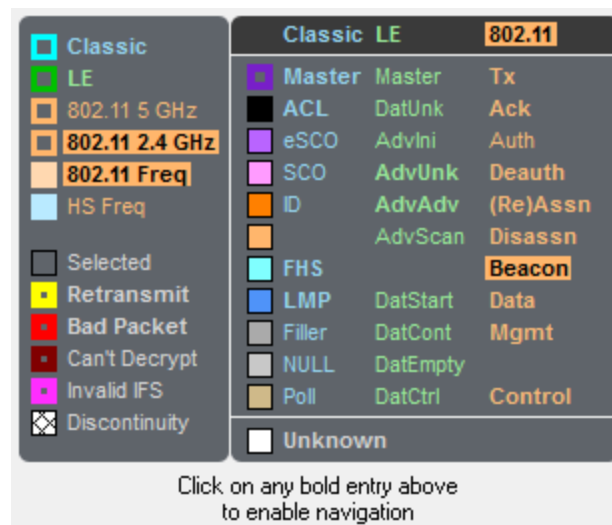 Classic
LE
802.11 5 GHz
802.11 2.4 GHz
802.11 Freq
HS Freq
Selected
Retransmit
Bad Packet
Can't Decrypt
Invalid IFS
Discontinuity
Classic LE 802.11
Master Master Tx
ACL DatUnk Ack
eSCO AdvIni Auth
SCO AdvUnk Deauth
ID AdvAdv (Re)Assn
AdvScan Disassn
FHS Beacon
LMP DatStart Data
Filler DatCont Mgmt
NULL DatEmpty
Poll DatCtrl Control
Unknown
Click on any bold entry above
to enable navigation